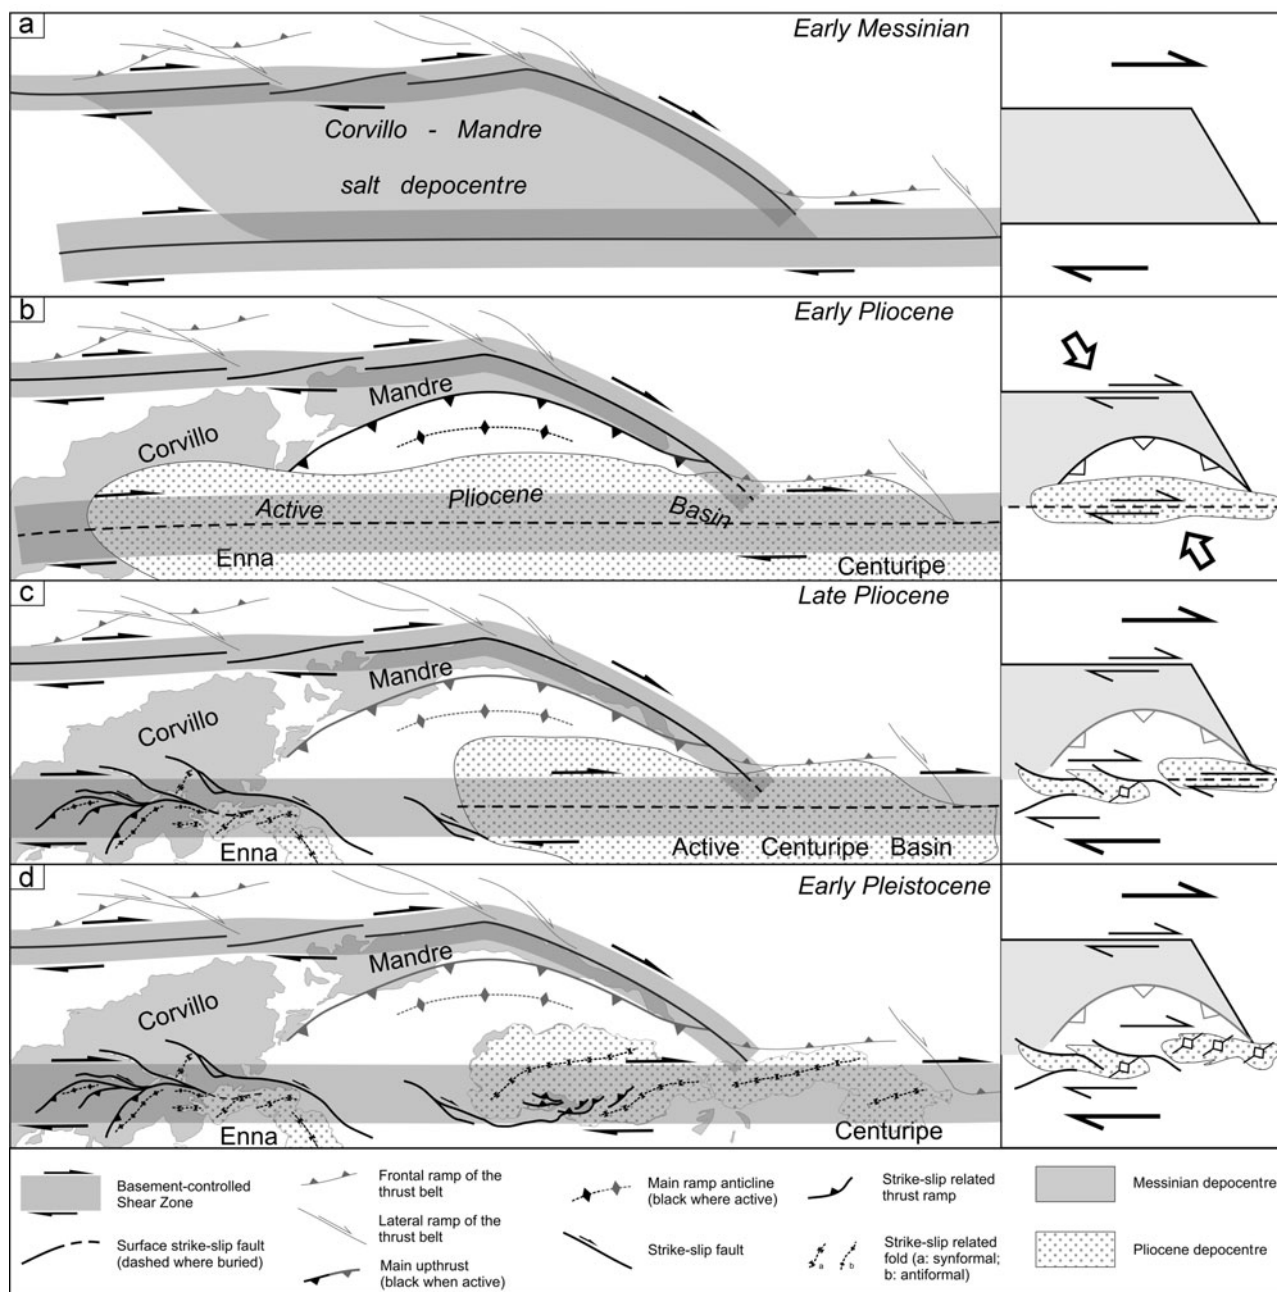 a
Early Messinian
Corvillo - Mandre
salt depocentre
b
Early Pliocene
Mandre
Corvillo
Active Pliocene Basin
Enna
Centuripe
c
Late Pliocene
Mandre
Corvillo
Enna
Active Centuripe Basin
d
Early Pleistocene
Mandre
Corvillo
Enna
Centuripe
Basement-controlled
Shear Zone
Surface strike-slip fault
(dashed where buried)
Frontal ramp of the
thrust belt
Lateral ramp of the
thrust belt
Main upthrust
(black when active)
Main ramp anticline
(black where active)
Strike-slip fault
Strike-slip related
thrust ramp
a b
Strike-slip related
fold (a: synformal;
b: antiformal)
Messinian depocentre
Pliocene depocentre